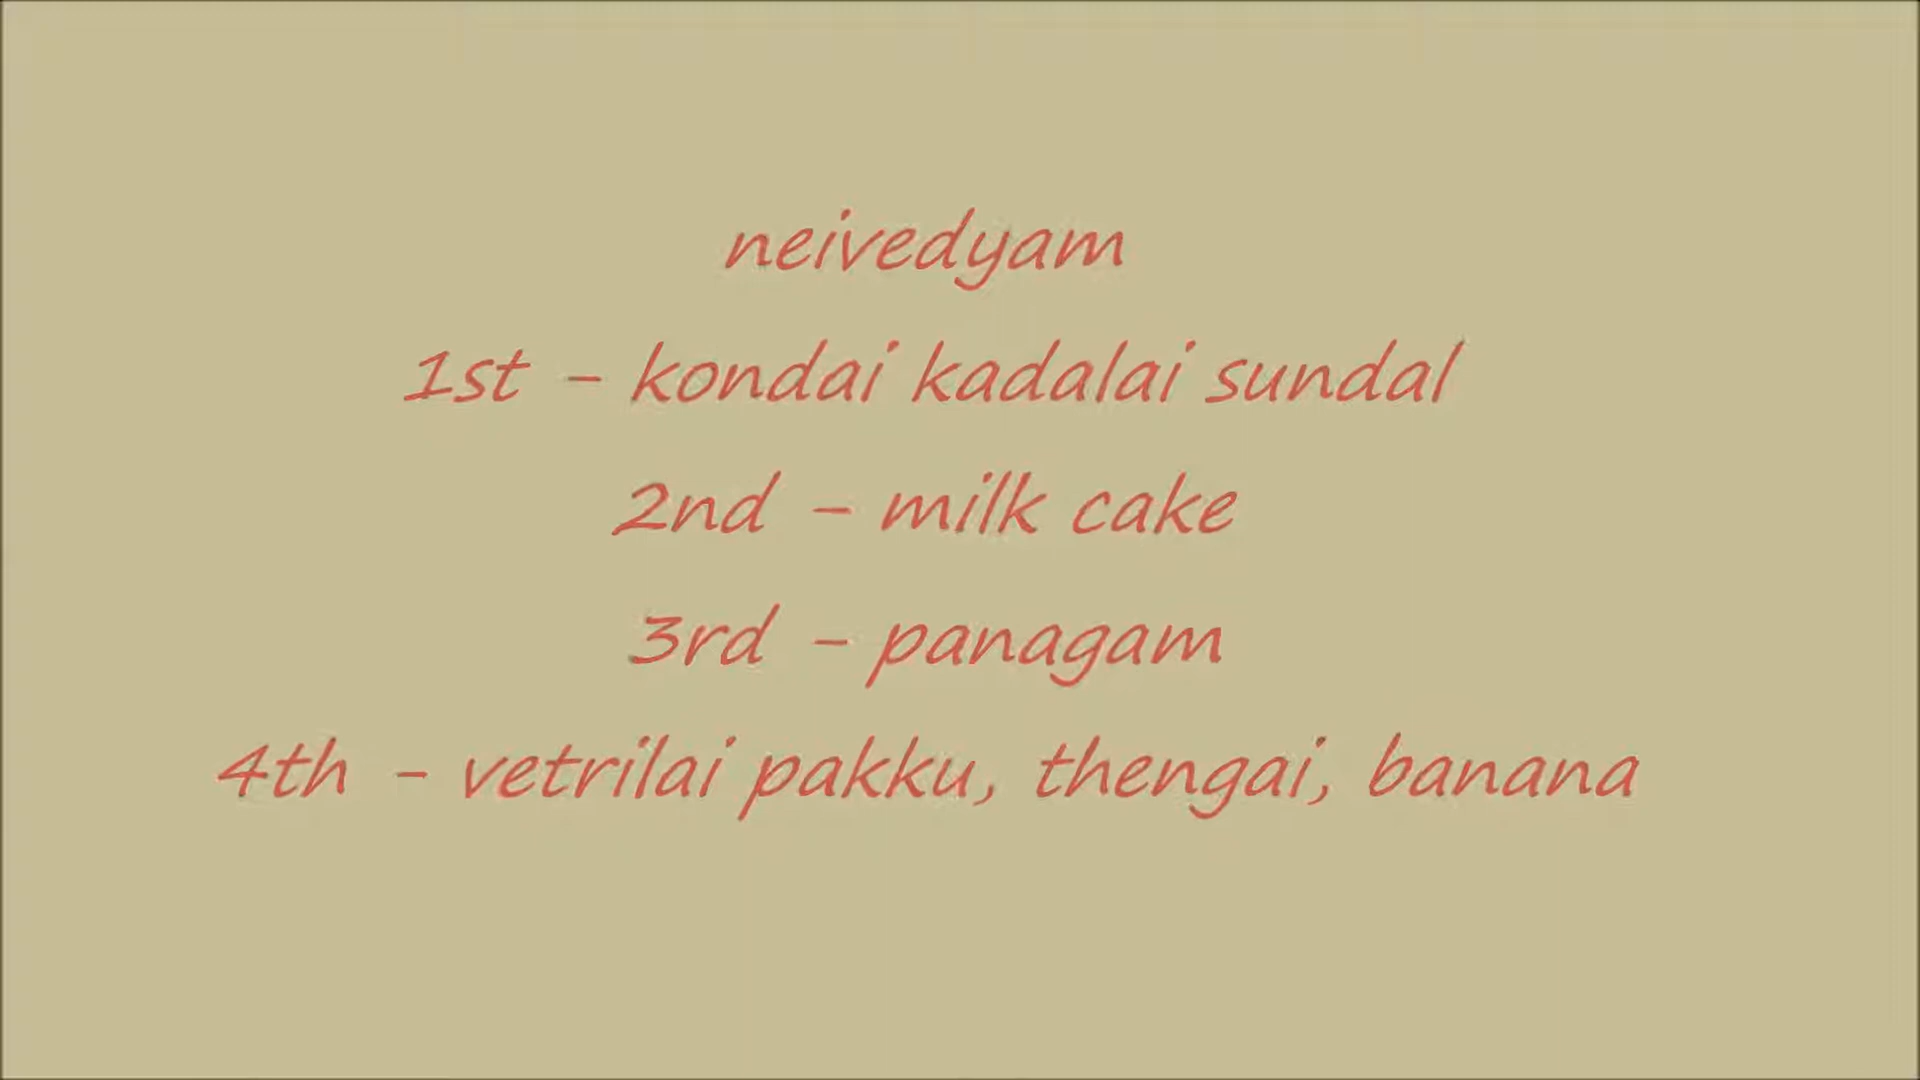 neivedyam
1st - kondai kadalai sundal
2nd - milk cake
3rd - panagam
4th - vetrilai pakku, thengai, banana